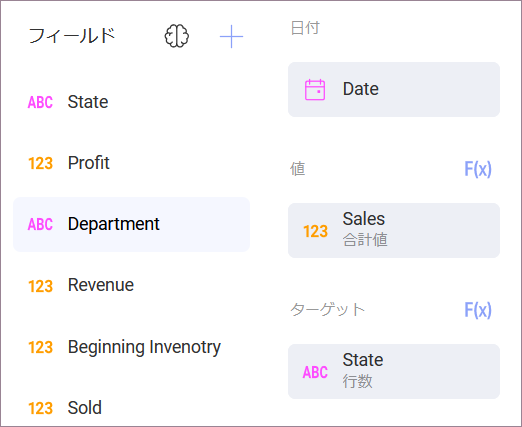 フィールド
ABC State
123 Profit
ABC Department
123 Revenue
123 Beginning Invenotry
123 Sold
日付
Date
値 F(x)
123 Sales
合計値
ターゲット F(x)
ABC State
行数